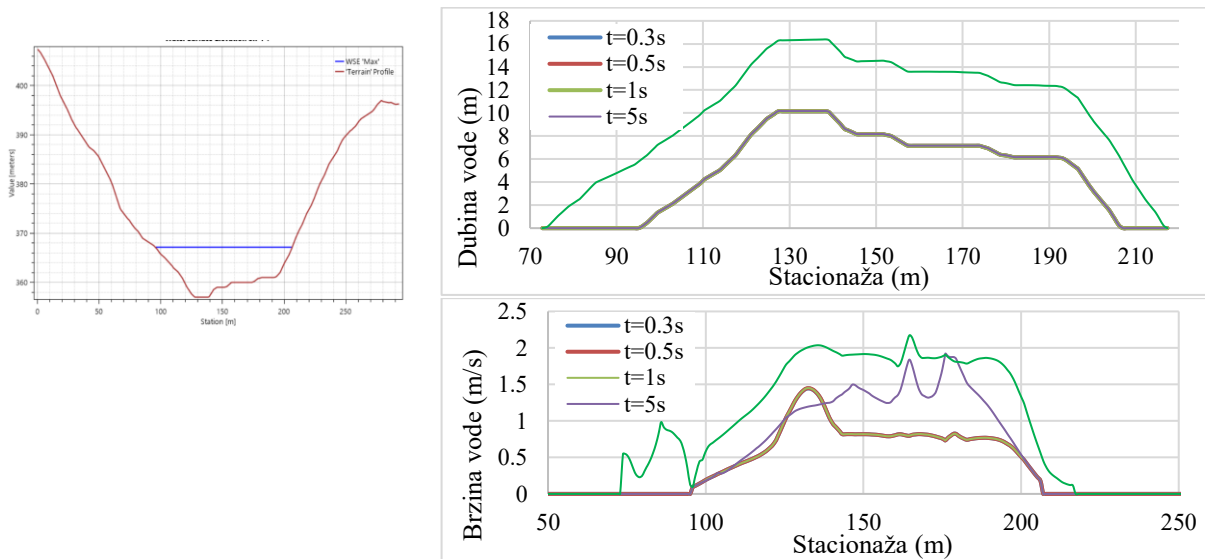 WSE 'Max'
'Terrain' Profile
400
390
380
370
360
0
50
100
150
200
250
Value [meters]
Station [m]
18
16
14
12
10
8
6
4
2
0
t=0.3s
t=0.5s
t=1s
t=5s
Dubina vode (m)
70
90
110
130
150
170
190
210
Stacionaža (m)
2.5
2
1.5
1
0.5
0
t=0.3s
t=0.5s
t=1s
t=5s
Brzina vode (m/s)
50
100
150
200
250
Stacionaža (m)